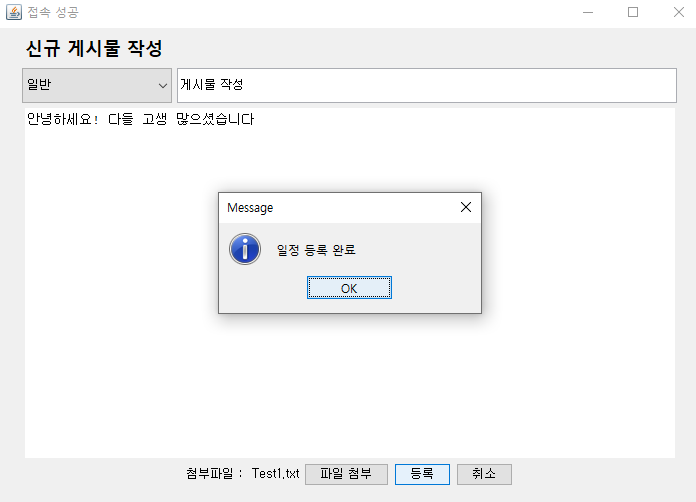 접속 성공
신규 게시물 작성
일반
게시물 작성
안녕하세요! 다들 고생 많으셨습니다
Message
일정 등록 완료
OK
첨부파일 : Test1.txt 파일 첨부 등록 취소